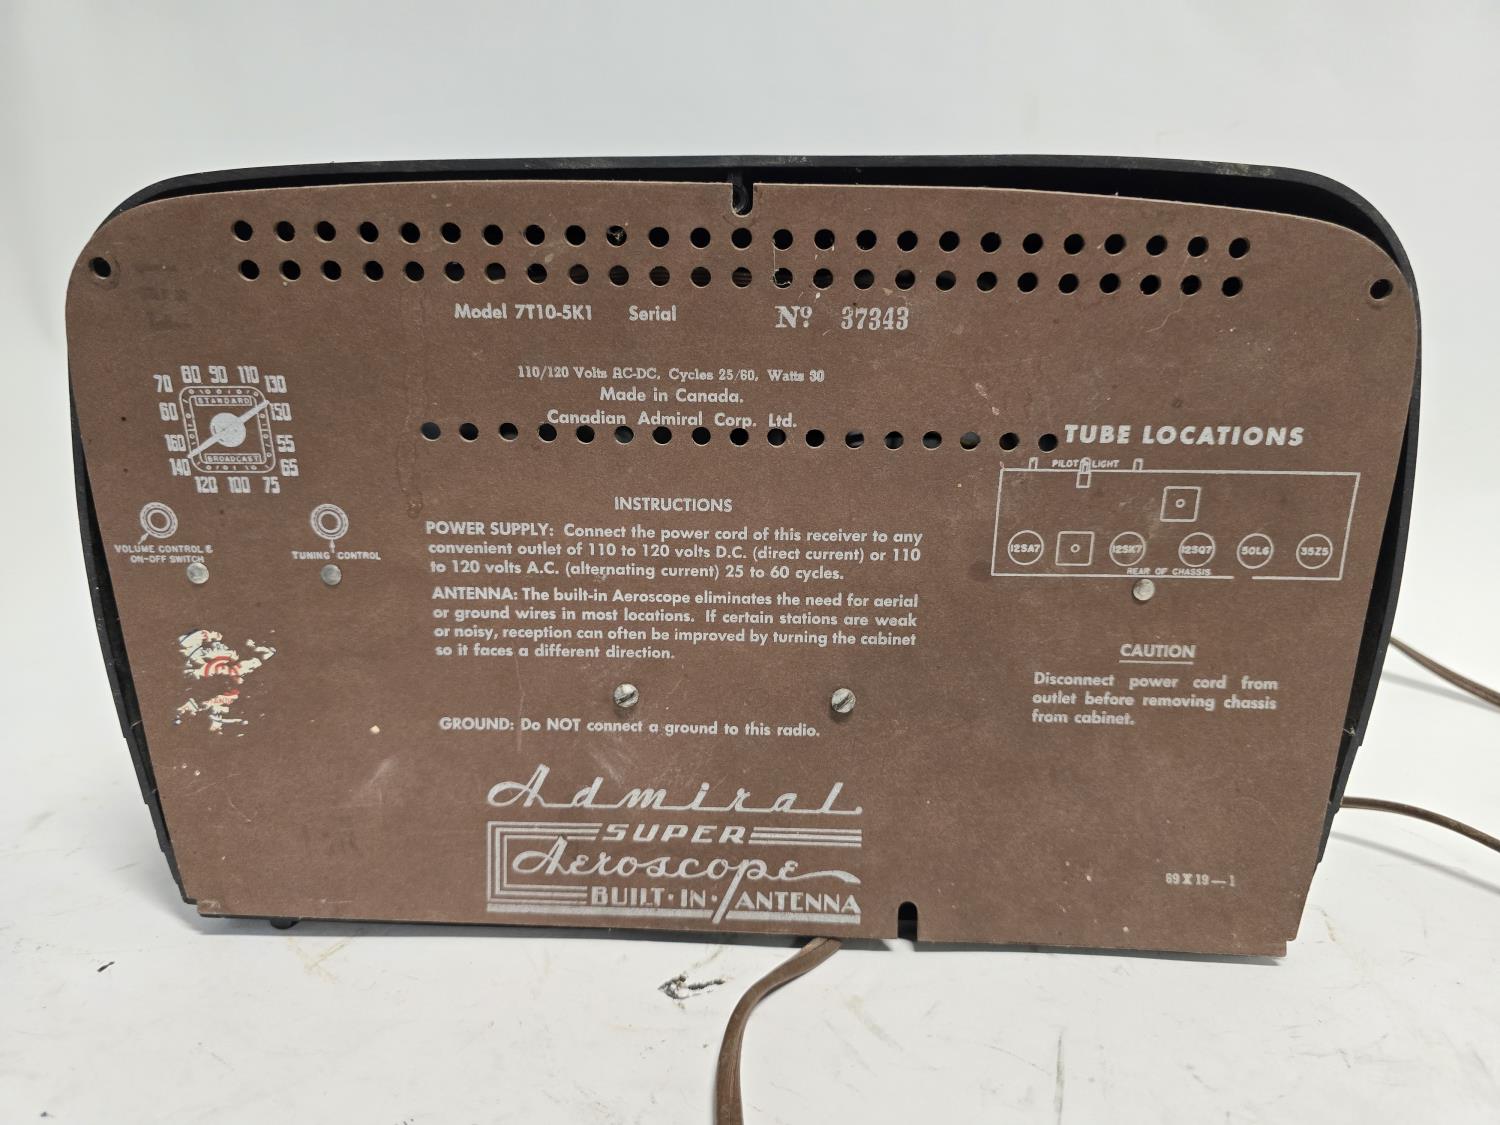 Model 7T10-5K1 Serial Nº 37343
110/120 Volts AC-DC, Cycles 25/60, Watts 30
Made in Canada.
Canadian Admiral Corp. Ltd.
70 80 90 110 130
60 150
160 55
140 65
120 100 75
STANDARD
BROADCAST
VOLUME CONTROL &
ON-OFF SWITCH
TUNING CONTROL
INSTRUCTIONS
POWER SUPPLY: Connect the power cord of this receiver to any
convenient outlet of 110 to 120 volts D.C. (direct current) or 110
to 120 volts A.C. (alternating current) 25 to 60 cycles.
ANTENNA: The built-in Aeroscope eliminates the need for aerial
or ground wires in most locations. If certain stations are weak
or noisy, reception can often be improved by turning the cabinet
so it faces a different direction.
GROUND: Do NOT connect a ground to this radio.
TUBE LOCATIONS
PILOT LIGHT
12SA7 12SK7 12SQ7 50L6 35Z5
REAR OF CHASSIS
CAUTION
Disconnect power cord from
outlet before removing chassis
from cabinet.
Admiral
SUPER
Aeroscope
BUILT·IN·ANTENNA
69X19—1